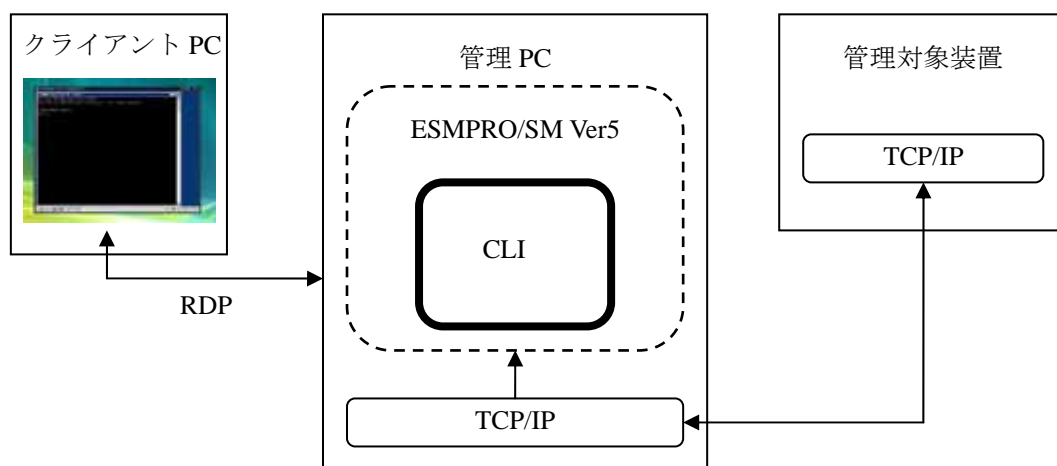 クライアント PC
RDP
管理 PC
ESMPRO/SM Ver5
CLI
TCP/IP
管理対象装置
TCP/IP